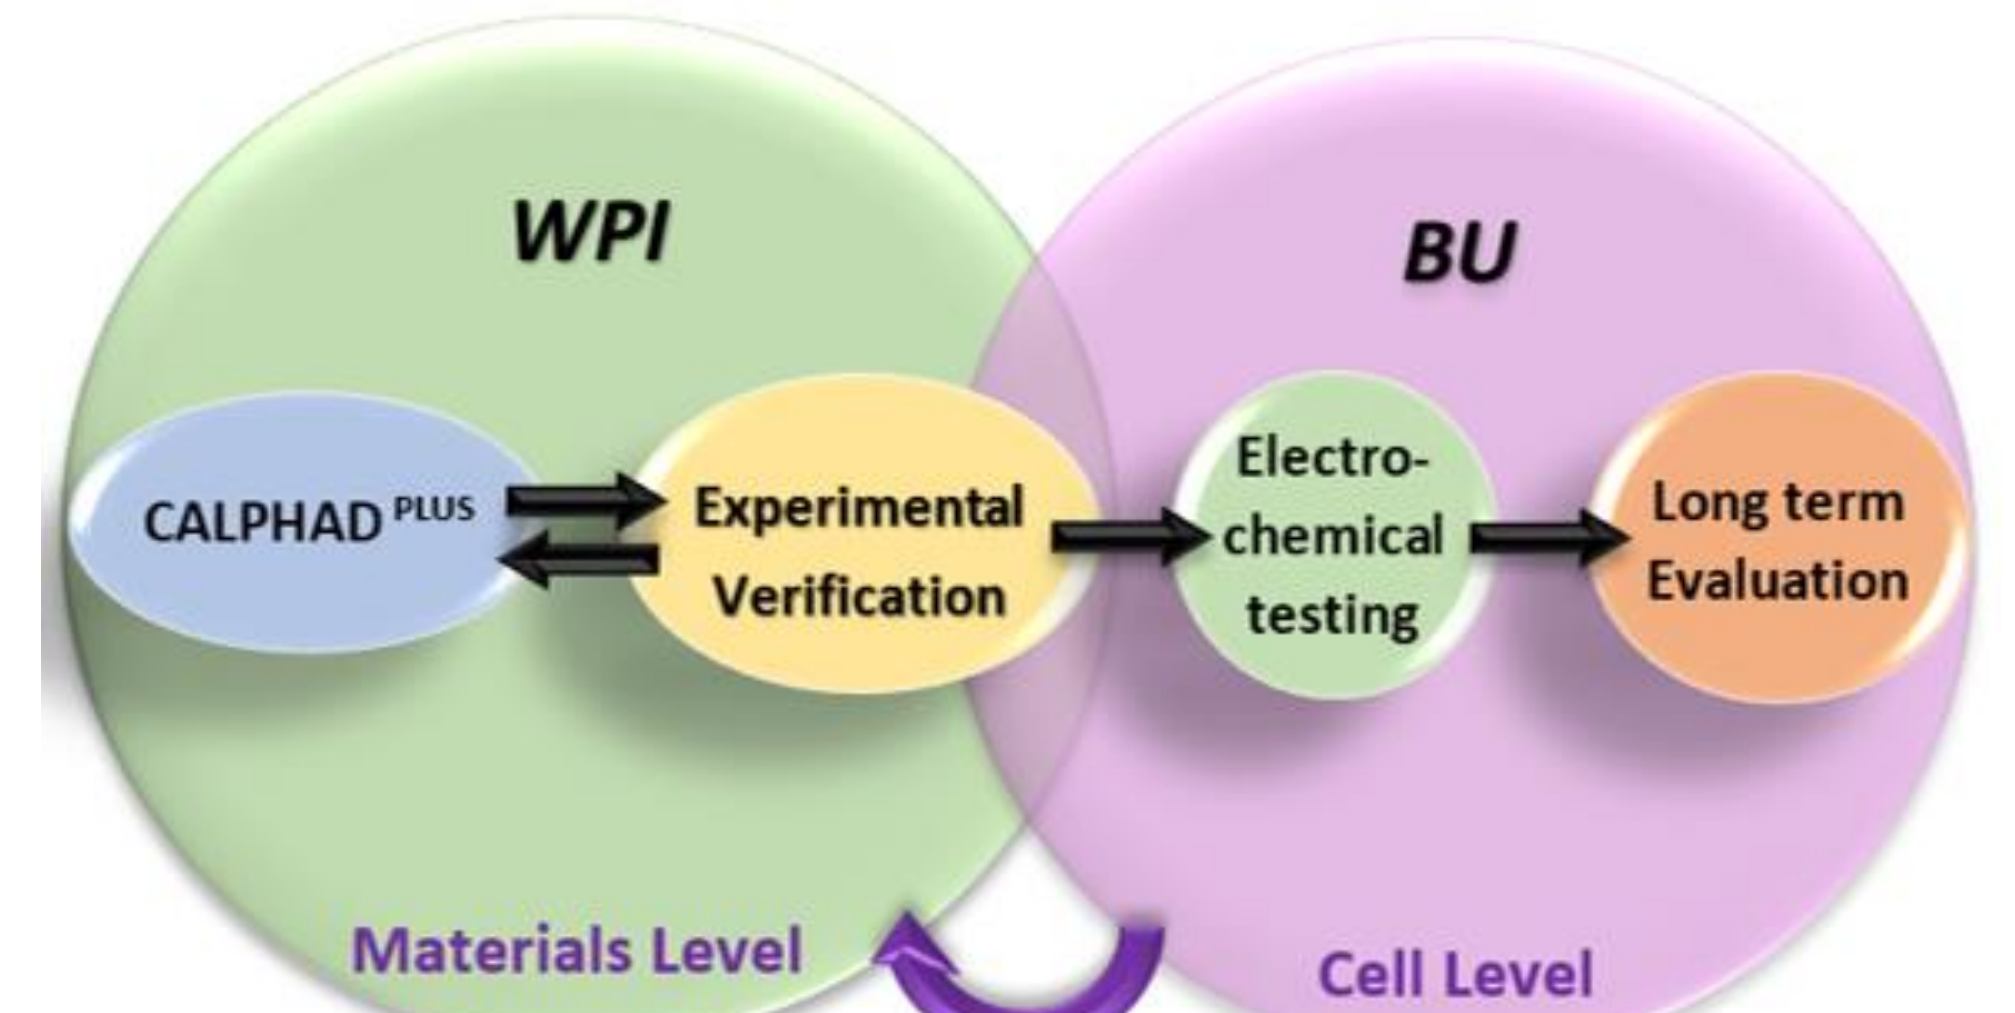 WPI
BU
CALPHAD PLUS
Experimental
Verification
Electro-
chemical
testing
Long term
Evaluation
Materials Level
Cell Level